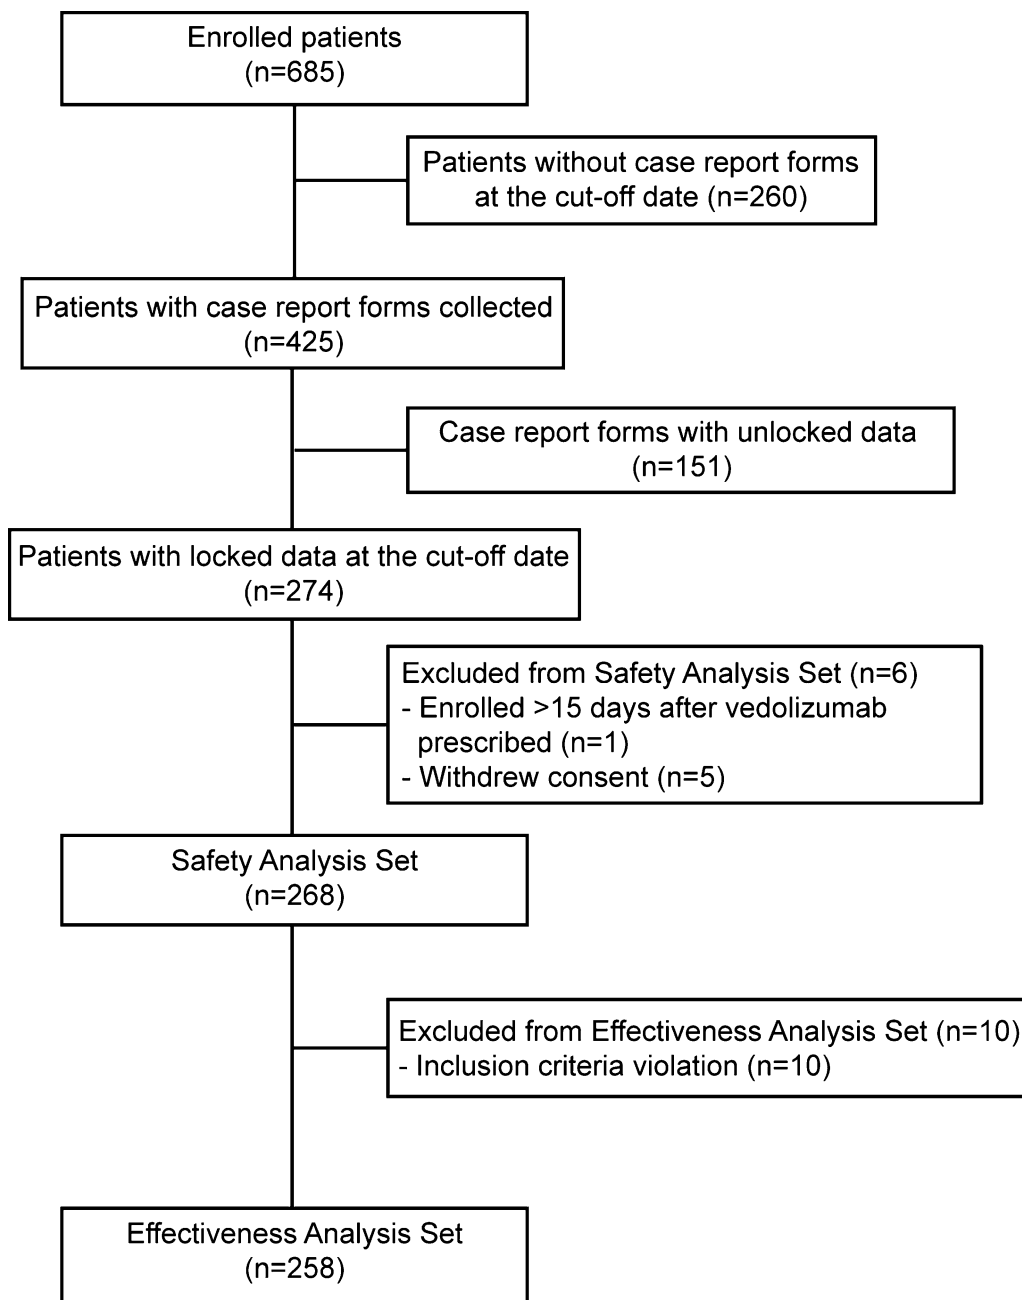 Enrolled patients
(n=685)
Patients without case report forms
at the cut-off date (n=260)
Patients with case report forms collected
(n=425)
Case report forms with unlocked data
(n=151)
Patients with locked data at the cut-off date
(n=274)
Excluded from Safety Analysis Set (n=6)
- Enrolled >15 days after vedolizumab
prescribed (n=1)
- Withdrew consent (n=5)
Safety Analysis Set
(n=268)
Excluded from Effectiveness Analysis Set (n=10)
- Inclusion criteria violation (n=10)
Effectiveness Analysis Set
(n=258)